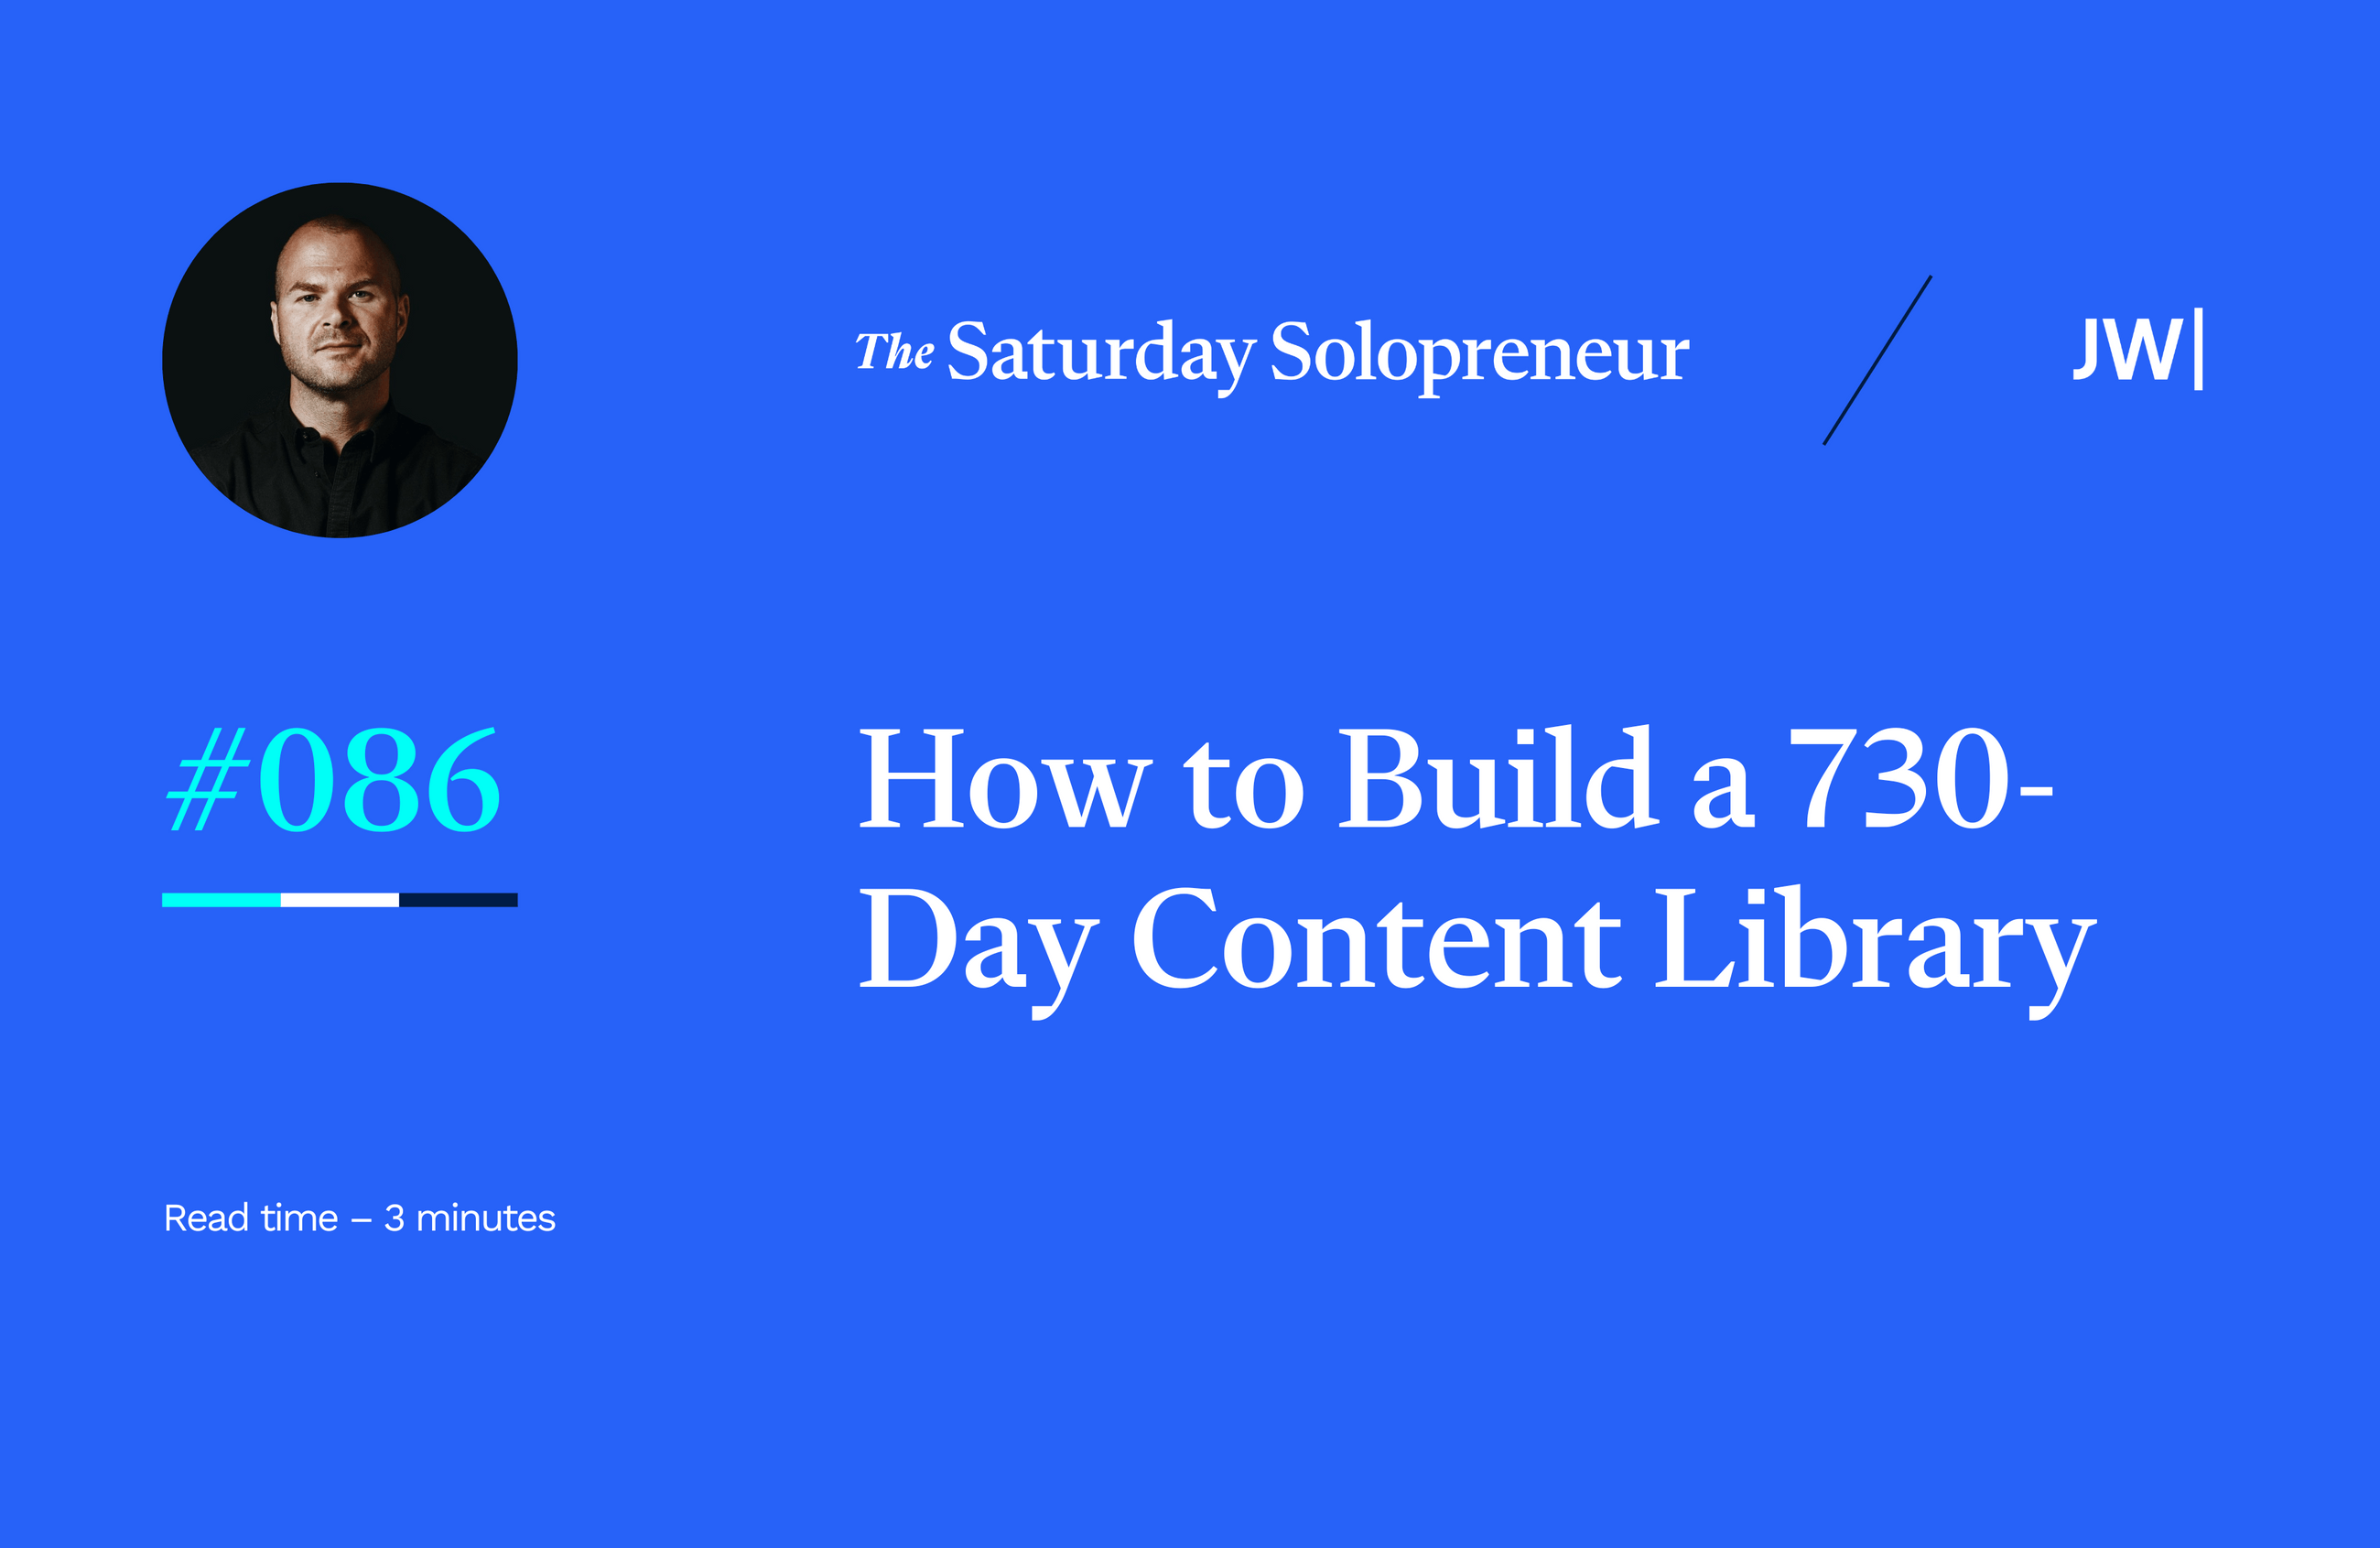 The Saturday Solopreneur
JW|
#086
How to Build a 730-
Day Content Library
Read time – 3 minutes